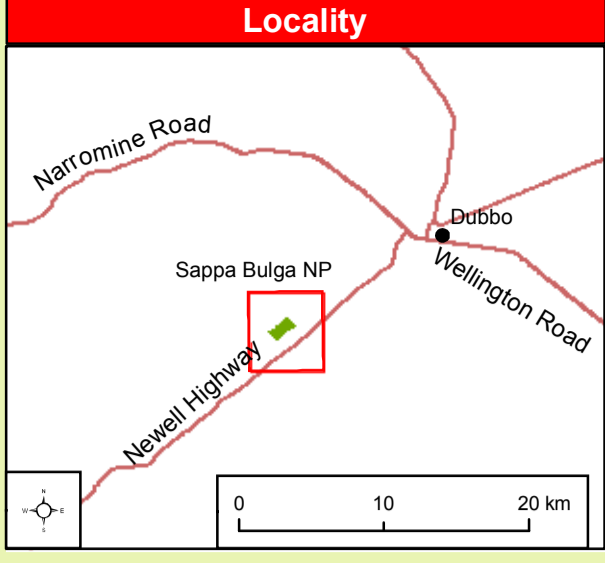 Locality
Narromine Road
Dubbo
Sappa Bulga NP
Wellington Road
Newell Highway
N
W E
S
0 10 20 km